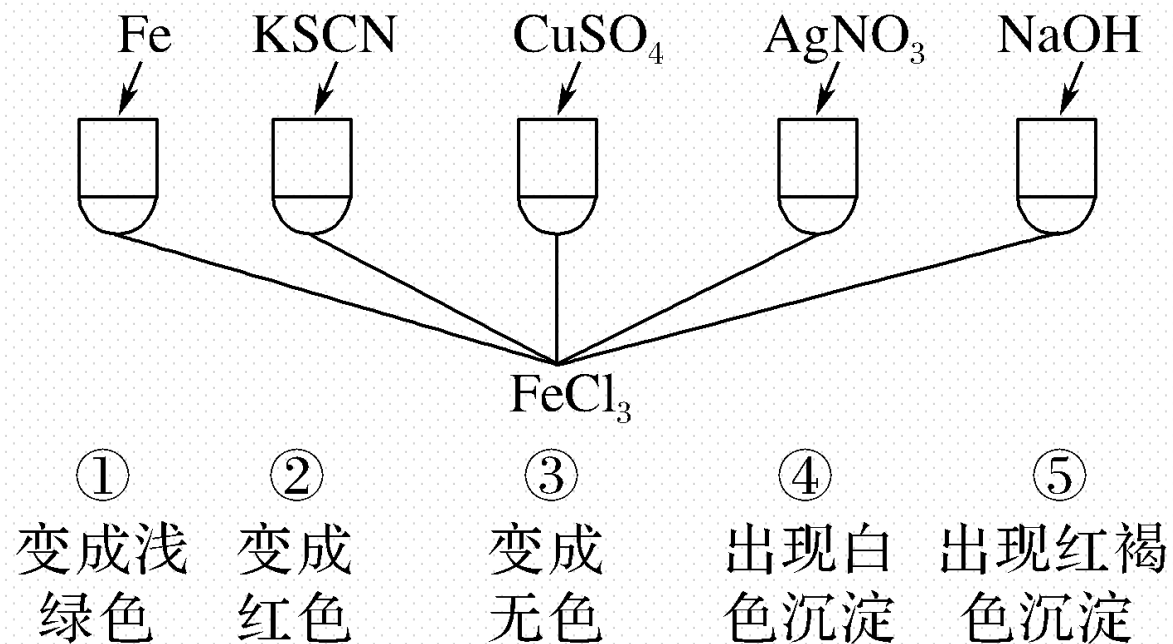 Fe KSCN CuSO₄ AgNO₃ NaOH
FeCl₃
① ② ③ ④ ⑤
变成浅 变成 变成 出现白 出现红褐
绿色 红色 无色 色沉淀 色沉淀